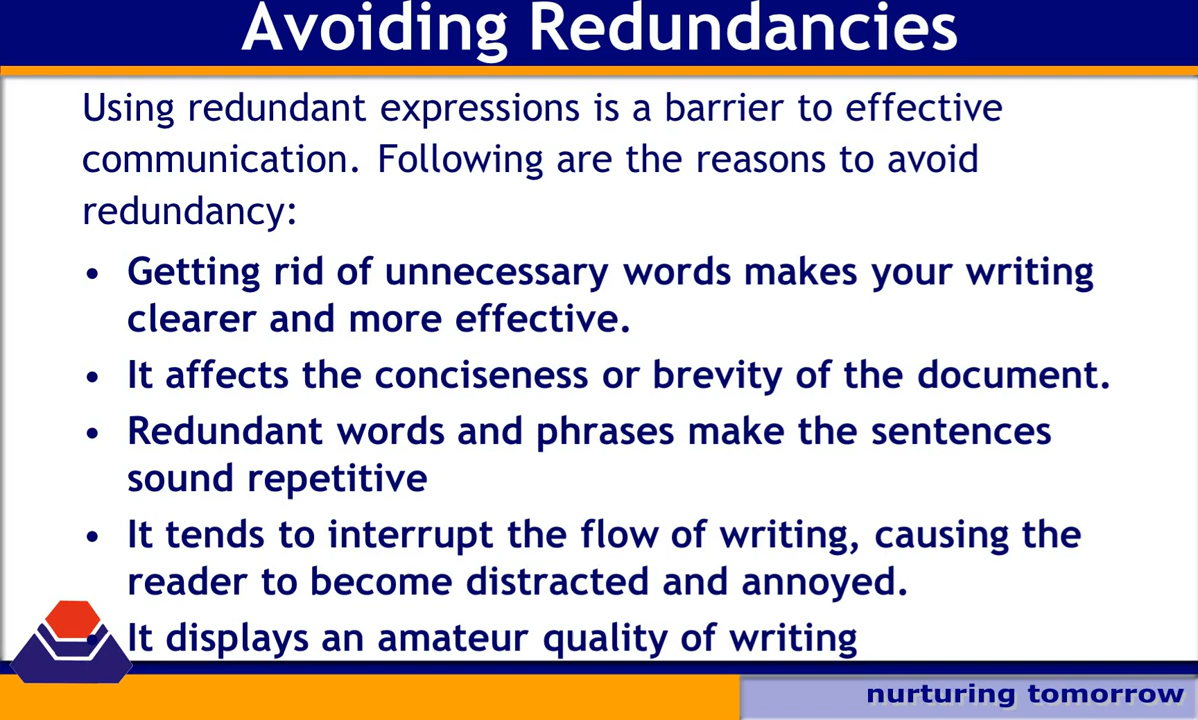 Avoiding Redundancies
Using redundant expressions is a barrier to effective
communication. Following are the reasons to avoid
redundancy:
• Getting rid of unnecessary words makes your writing
clearer and more effective.
• It affects the conciseness or brevity of the document.
• Redundant words and phrases make the sentences
sound repetitive
• It tends to interrupt the flow of writing, causing the
reader to become distracted and annoyed.
• It displays an amateur quality of writing
nurturing tomorrow